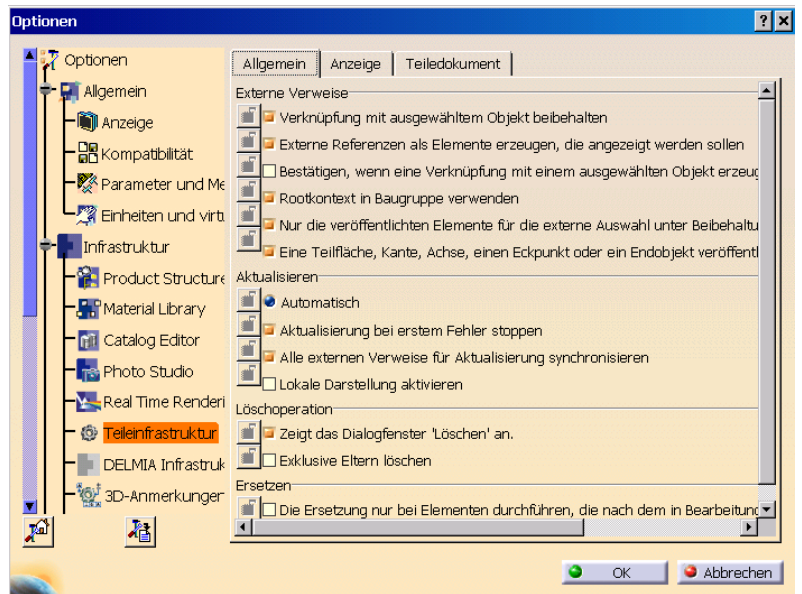 Optionen
Optionen
Allgemein
Anzeige
Kompatibilität
Parameter und Me
Einheiten und virtu
Infrastruktur
Product Structure
Material Library
Catalog Editor
Photo Studio
Real Time Renderi
Teileinfrastruktur
DELMIA Infrastruk
3D-Anmerkungen
Allgemein Anzeige Teiledokument
Externe Verweise
Verknüpfung mit ausgewähltem Objekt beibehalten
Externe Referenzen als Elemente erzeugen, die angezeigt werden sollen
Bestätigen, wenn eine Verknüpfung mit einem ausgewählten Objekt erzeug
Rootkontext in Baugruppe verwenden
Nur die veröffentlichten Elemente für die externe Auswahl unter Beibehaltu
Eine Teilfläche, Kante, Achse, einen Eckpunkt oder ein Endobjekt veröffentl
Aktualisieren
Automatisch
Aktualisierung bei erstem Fehler stoppen
Alle externen Verweise für Aktualisierung synchronisieren
Lokale Darstellung aktivieren
Löschoperation
Zeigt das Dialogfenster 'Löschen' an.
Exklusive Eltern löschen
Ersetzen
Die Ersetzung nur bei Elementen durchführen, die nach dem in Bearbeitung
OK Abbrechen